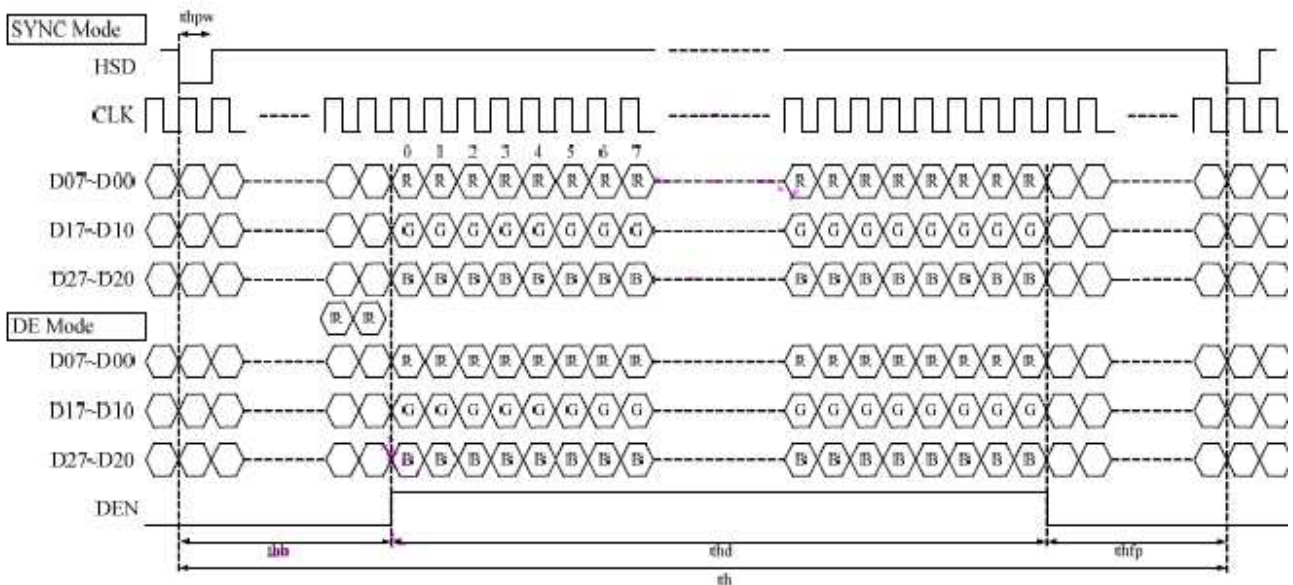 thpw
SYNC Mode
HSD
CLK
0 1 2 3 4 5 6 7
D07~D00 R R R R R R R R R R R R R R R R
D17~D10 G G G G G G G G G G G G G G G G
D27~D20 B B B B B B B B B B B B B B B B
R R
DE Mode
D07~D00 R R R R R R R R R R R R R R R R
D17~D10 G G G G G G G G G G G G G G G G
D27~D20 B B B B B B B B B B B B B B B B
DEN
thb thd thfp
th